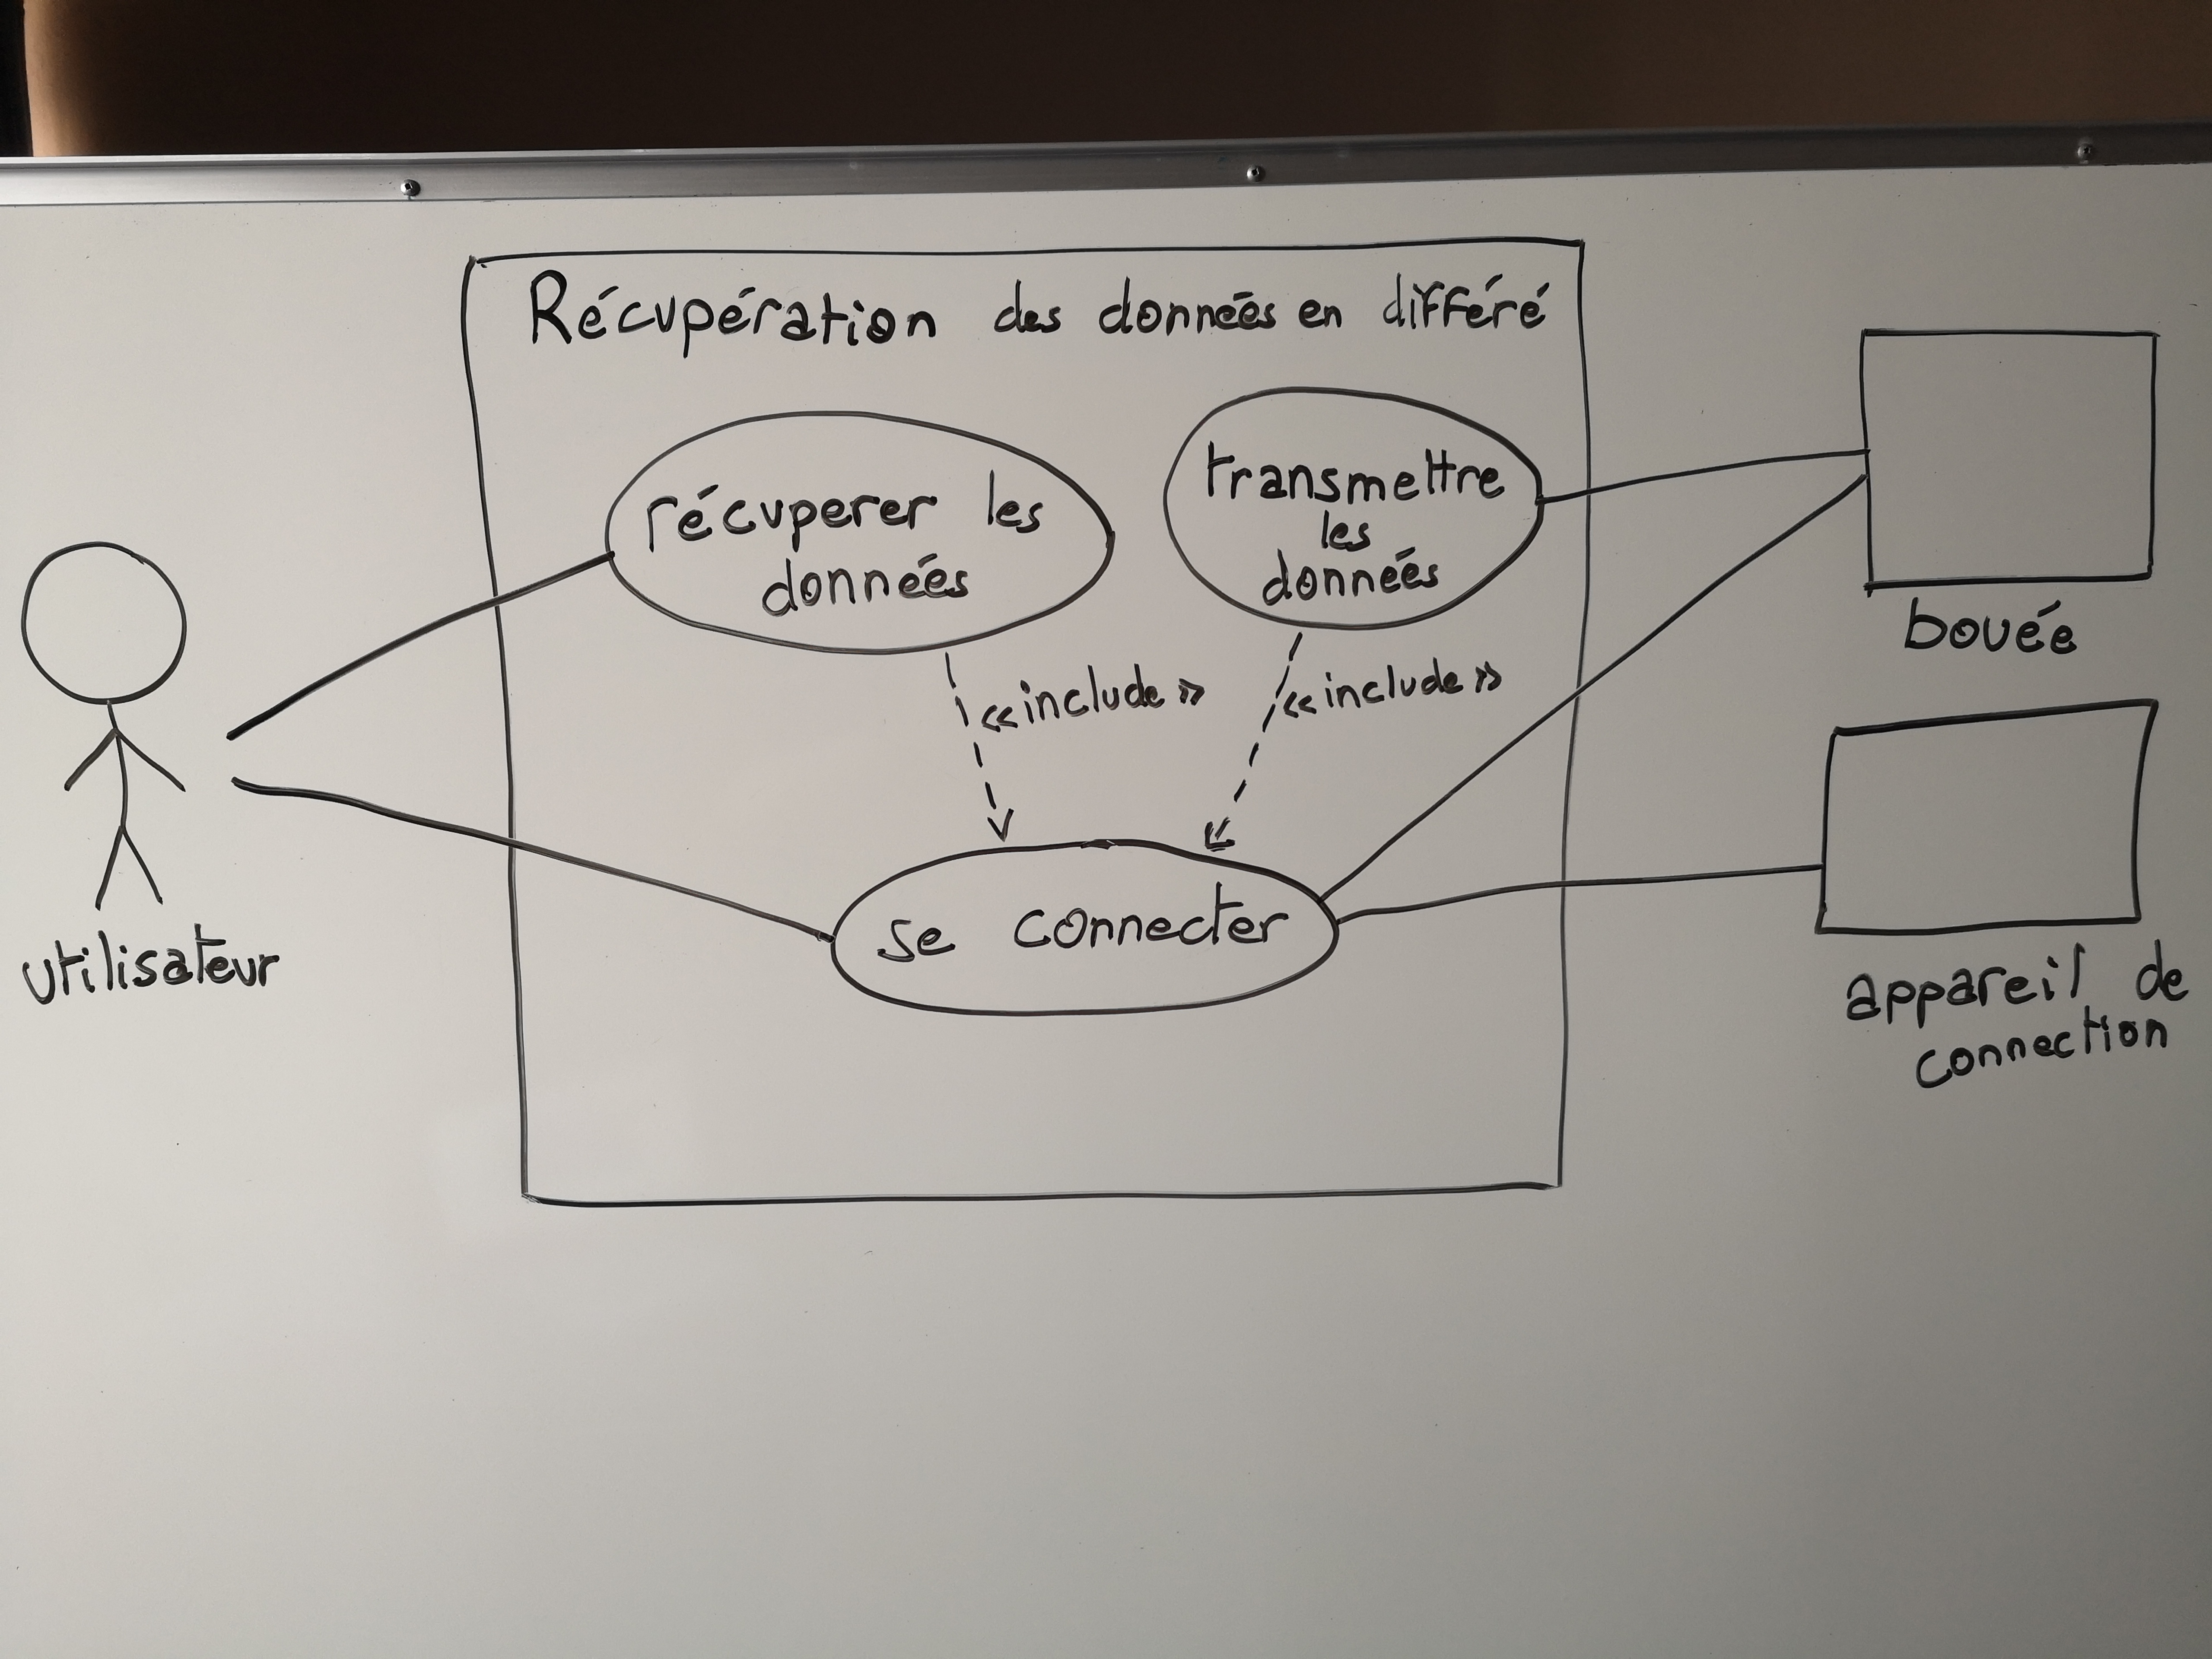 Récupération des données en différé
récuperer les
données
transmettre
les
données
<<include>>
<<include>>
se connecter
utilisateur
bouée
appareil de
connection